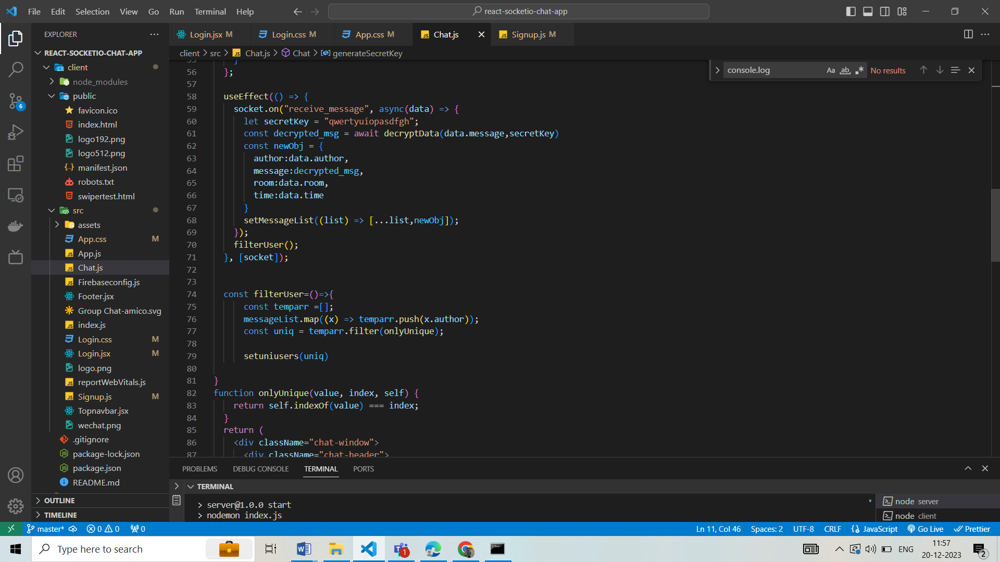 File Edit Selection View Go Run Terminal Help
react-socketio-chat-app
EXPLORER
REACT-SOCKETIO-CHAT-APP
client
node_modules
public
favicon.ico
index.html
logo192.png
logo512.png
manifest.json
robots.txt
swipertest.html
src
assets
App.css M
App.js
Chat.js
Firebaseconfig.js
Footer.jsx
Group Chat-amico.svg
index.js
Login.css M
Login.jsx M
logo.png
reportWebVitals.js
Signup.js M
Topnavbar.jsx
wechat.png
.gitignore
package-lock.json
package.json
README.md
OUTLINE
TIMELINE
6
Login.jsx M Login.css M App.css M Chat.js Signup.js M
client src Chat.js Chat generateSecretKey
console.log Aa ab No results
55 }
56 };
57
58 useEffect(() => {
59 socket.on("receive_message", async(data) => {
60 let secretKey = "qwertyuiopasdfgh";
61 const decrypted_msg = await decryptData(data.message,secretKey)
62 const newObj = {
63 author:data.author,
64 message:decrypted_msg,
65 room:data.room,
66 time:data.time
67 }
68 setMessageList((list) => [...list,newObj]);
69 });
70 filterUser();
71 }, [socket]);
72
73
74 const filterUser=()=>{
75 const temparr =[];
76 messageList.map((x) => temparr.push(x.author));
77 const uniq = temparr.filter(onlyUnique);
78
79 setuniusers(uniq)
80
81 }
82 function onlyUnique(value, index, self) {
83 return self.indexOf(value) === index;
84 }
85 return (
86 <div className="chat-window">
87 <div className="chat-header">
PROBLEMS DEBUG CONSOLE TERMINAL PORTS
TERMINAL
> server@1.0.0 start
> nodemon index.js
node server
node client
master* 0 0 0 Ln 11, Col 46 Spaces: 2 UTF-8 CRLF JavaScript Go Live Prettier
Type here to search
1
ENG
11:57
20-12-2023
2